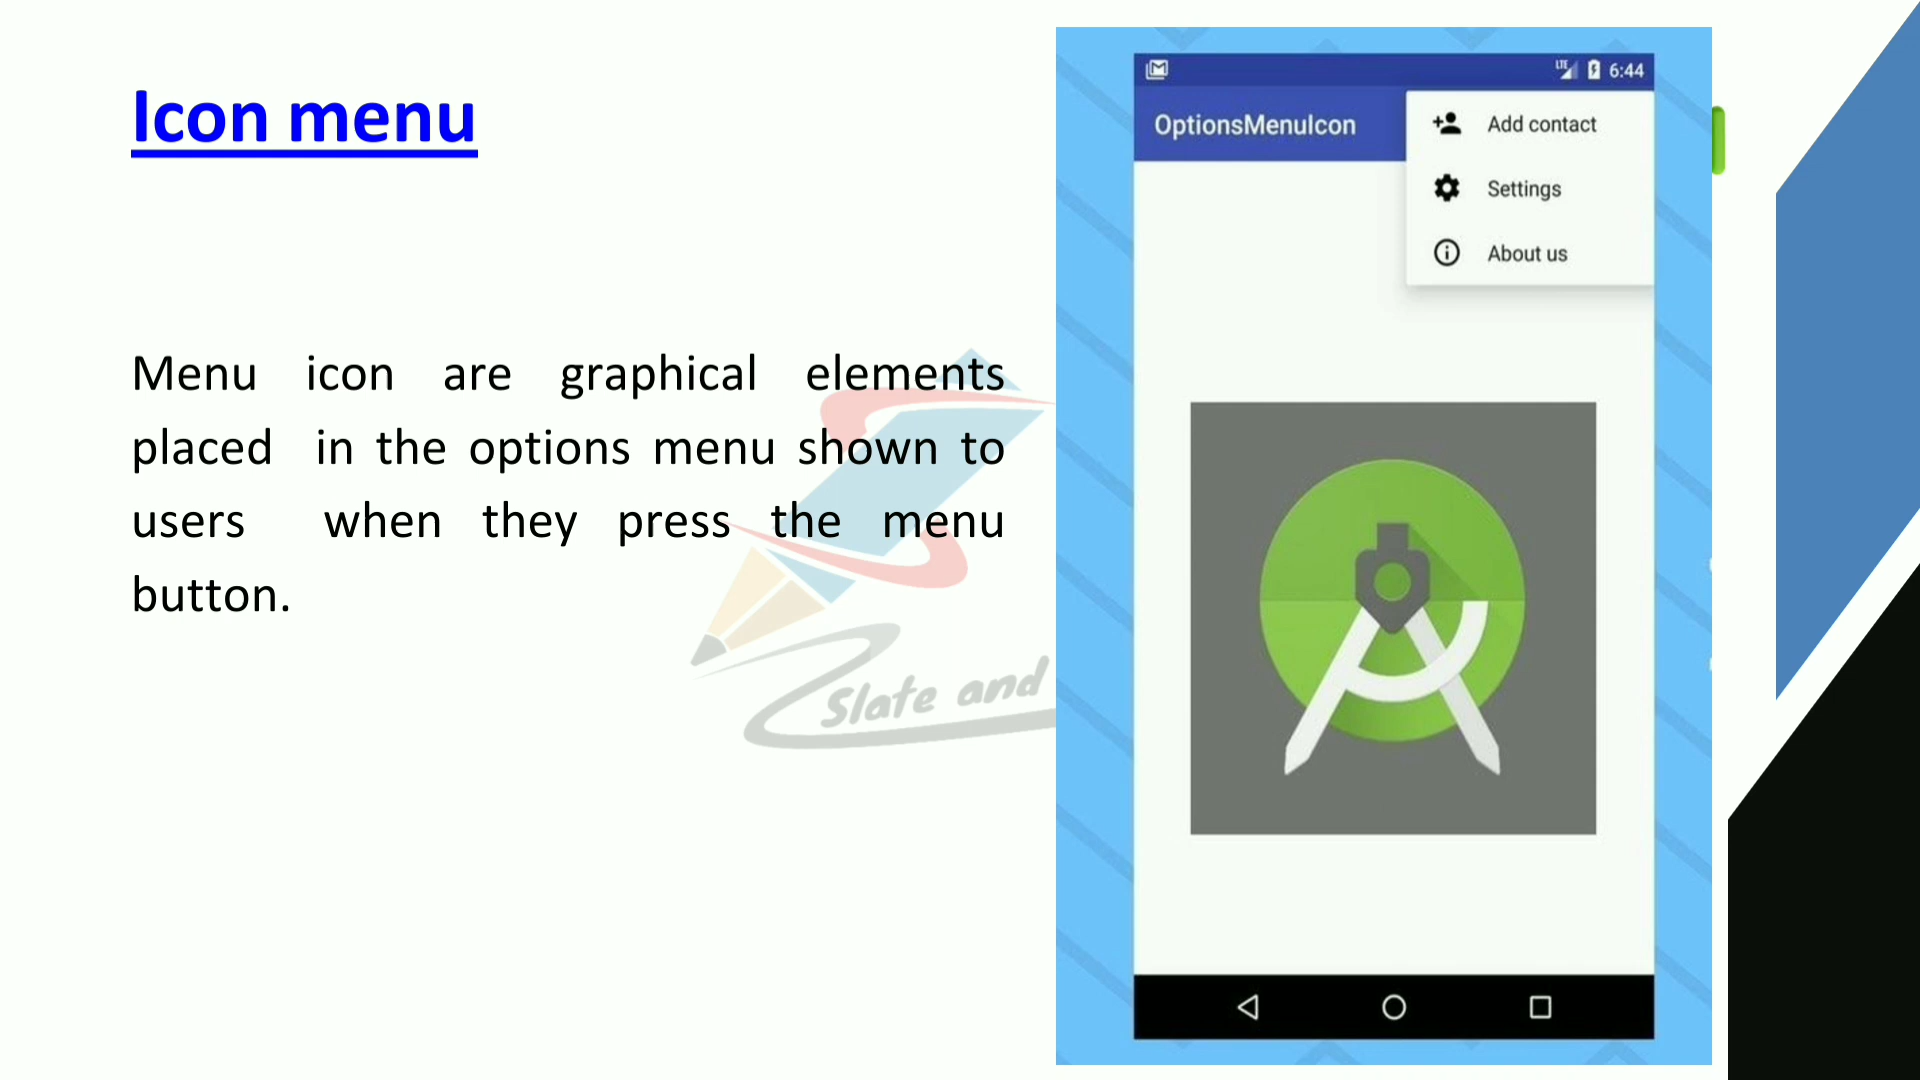 Icon menu
Menu icon are graphical elements
placed in the options menu shown to
users when they press the menu
button.
Slate and
LTE 6:44
OptionsMenuIcon
Add contact
Settings
About us